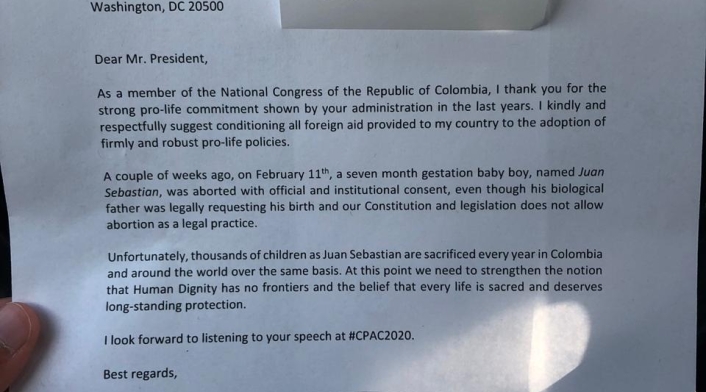 Washington, DC 20500
Dear Mr. President,
As a member of the National Congress of the Republic of Colombia, I thank you for the
strong pro-life commitment shown by your administration in the last years. I kindly and
respectfully suggest conditioning all foreign aid provided to my country to the adoption of
firmly and robust pro-life policies.
A couple of weeks ago, on February 11th, a seven month gestation baby boy, named Juan
Sebastian, was aborted with official and institutional consent, even though his biological
father was legally requesting his birth and our Constitution and legislation does not allow
abortion as a legal practice.
Unfortunately, thousands of children as Juan Sebastian are sacrificed every year in Colombia
and around the world over the same basis. At this point we need to strengthen the notion
that Human Dignity has no frontiers and the belief that every life is sacred and deserves
long-standing protection.
I look forward to listening to your speech at #CPAC2020.
Best regards,